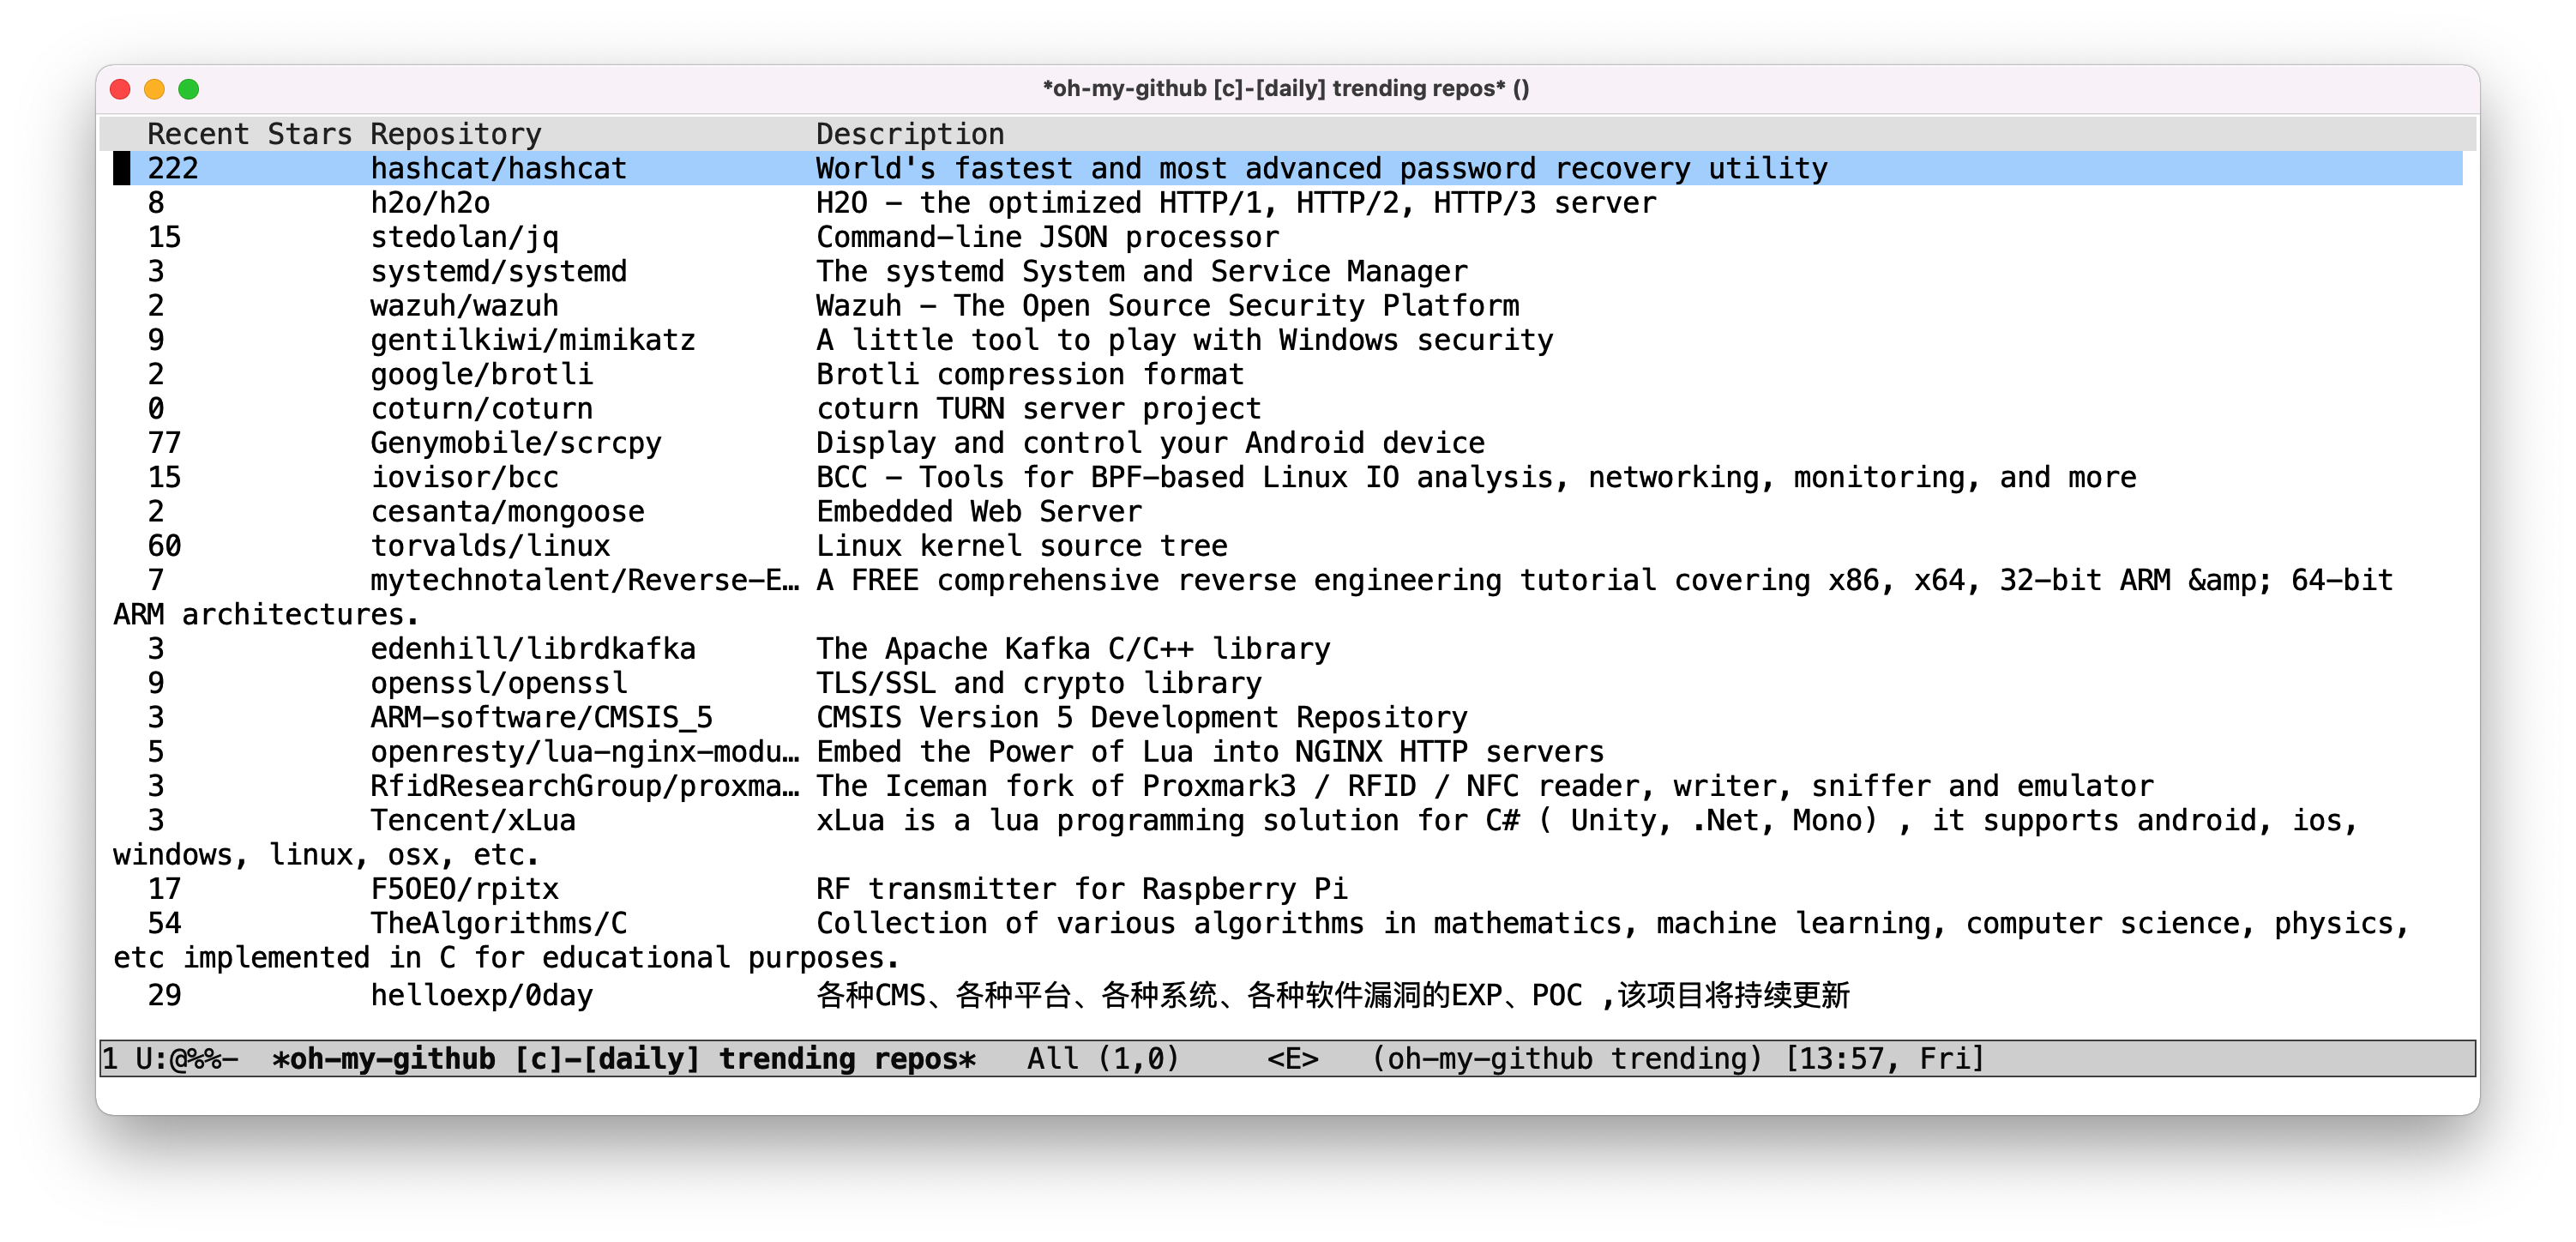 *oh-my-github [c]-[daily] trending repos* ()
Recent Stars Repository Description
222 hashcat/hashcat World's fastest and most advanced password recovery utility
8 h2o/h2o H2O - the optimized HTTP/1, HTTP/2, HTTP/3 server
15 stedolan/jq Command-line JSON processor
3 systemd/systemd The systemd System and Service Manager
2 wazuh/wazuh Wazuh - The Open Source Security Platform
9 gentilkiwi/mimikatz A little tool to play with Windows security
2 google/brotli Brotli compression format
0 coturn/coturn coturn TURN server project
77 Genymobile/scrcpy Display and control your Android device
15 iovisor/bcc BCC - Tools for BPF-based Linux IO analysis, networking, monitoring, and more
2 cesanta/mongoose Embedded Web Server
60 torvalds/linux Linux kernel source tree
7 mytechnotalent/Reverse-E… A FREE comprehensive reverse engineering tutorial covering x86, x64, 32-bit ARM &amp; 64-bit
ARM architectures.
3 edenhill/librdkafka The Apache Kafka C/C++ library
9 openssl/openssl TLS/SSL and crypto library
3 ARM-software/CMSIS_5 CMSIS Version 5 Development Repository
5 openresty/lua-nginx-modu… Embed the Power of Lua into NGINX HTTP servers
3 RfidResearchGroup/proxma… The Iceman fork of Proxmark3 / RFID / NFC reader, writer, sniffer and emulator
3 Tencent/xLua xLua is a lua programming solution for C# ( Unity, .Net, Mono) , it supports android, ios,
windows, linux, osx, etc.
17 F5OEO/rpitx RF transmitter for Raspberry Pi
54 TheAlgorithms/C Collection of various algorithms in mathematics, machine learning, computer science, physics,
etc implemented in C for educational purposes.
29 helloexp/0day 各种CMS、各种平台、各种系统、各种软件漏洞的EXP、POC ,该项目将持续更新
1 U:@%%- *oh-my-github [c]-[daily] trending repos* All (1,0) <E> (oh-my-github trending) [13:57, Fri]